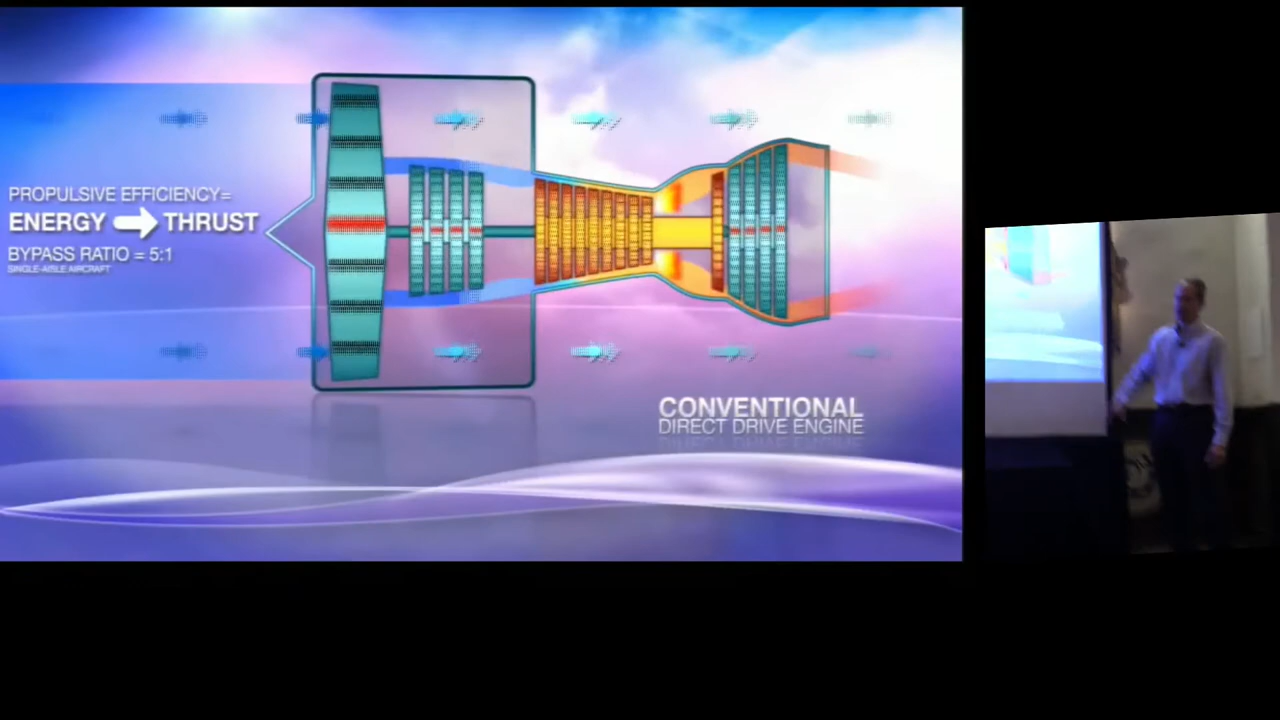 PROPULSIVE EFFICIENCY=
ENERGY THRUST
BYPASS RATIO = 5:1
SINGLE-AISLE AIRCRAFT
CONVENTIONAL
DIRECT DRIVE ENGINE